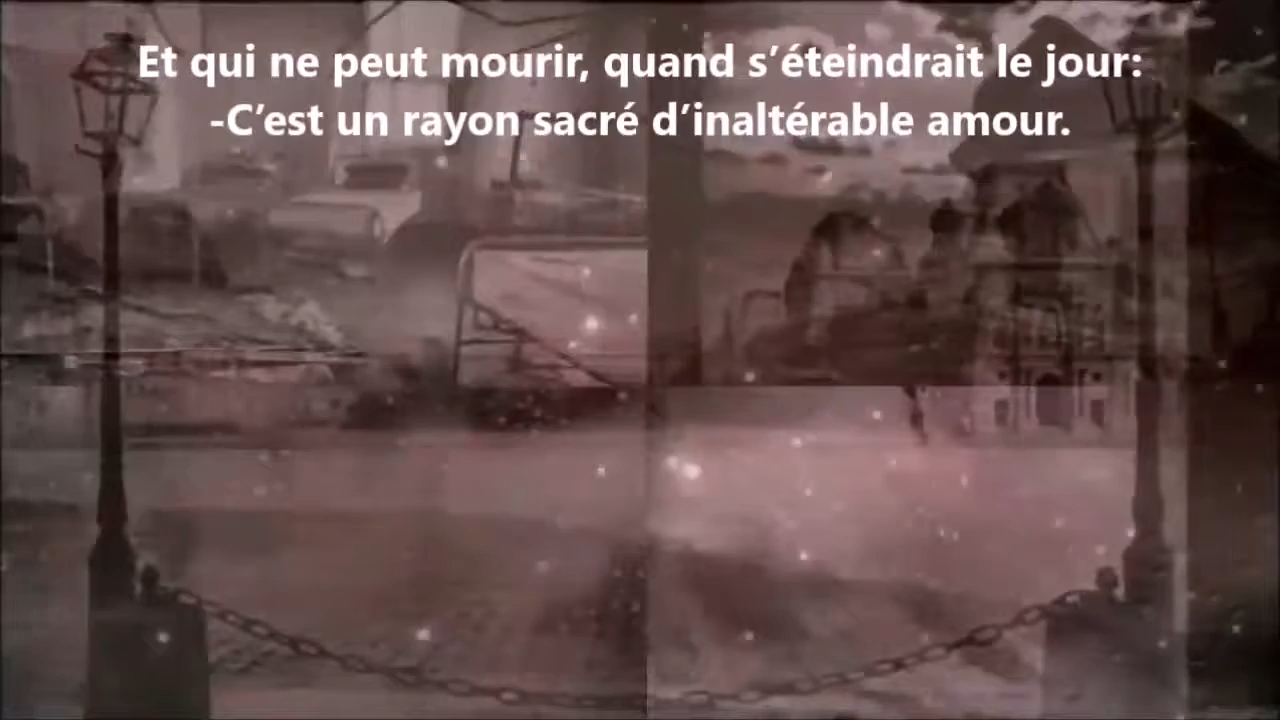 Et qui ne peut mourir, quand s’éteindrait le jour:
-C’est un rayon sacré d’inaltérable amour.